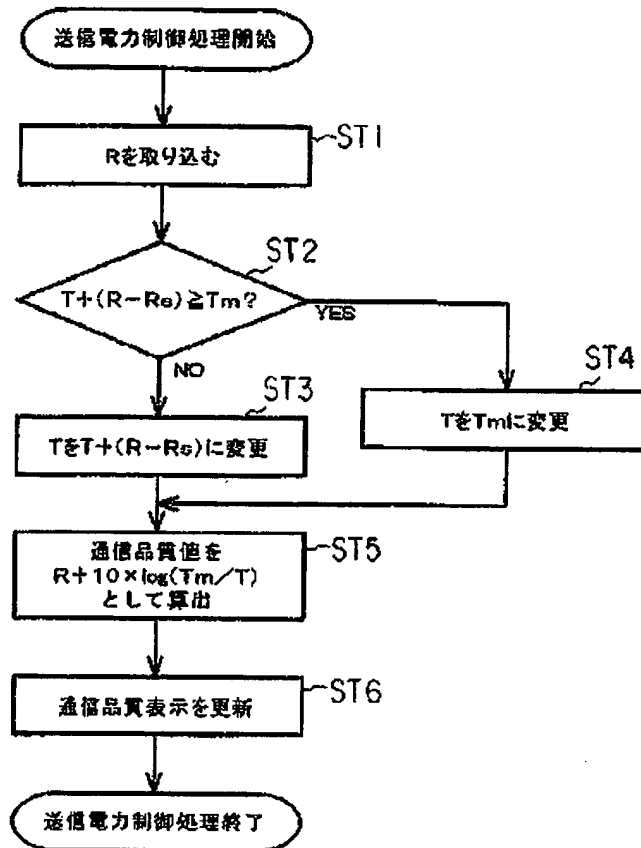 送信電力制御処理開始
Rを取り込む
ST1
T+(R-Rs)≧Tm?
ST2
YES
NO
TをT+(R-Rs)に変更
ST3
TをTmに変更
ST4
通信品質値を
R+10×log(Tm/T)
として算出
ST5
通信品質表示を更新
ST6
送信電力制御処理終了